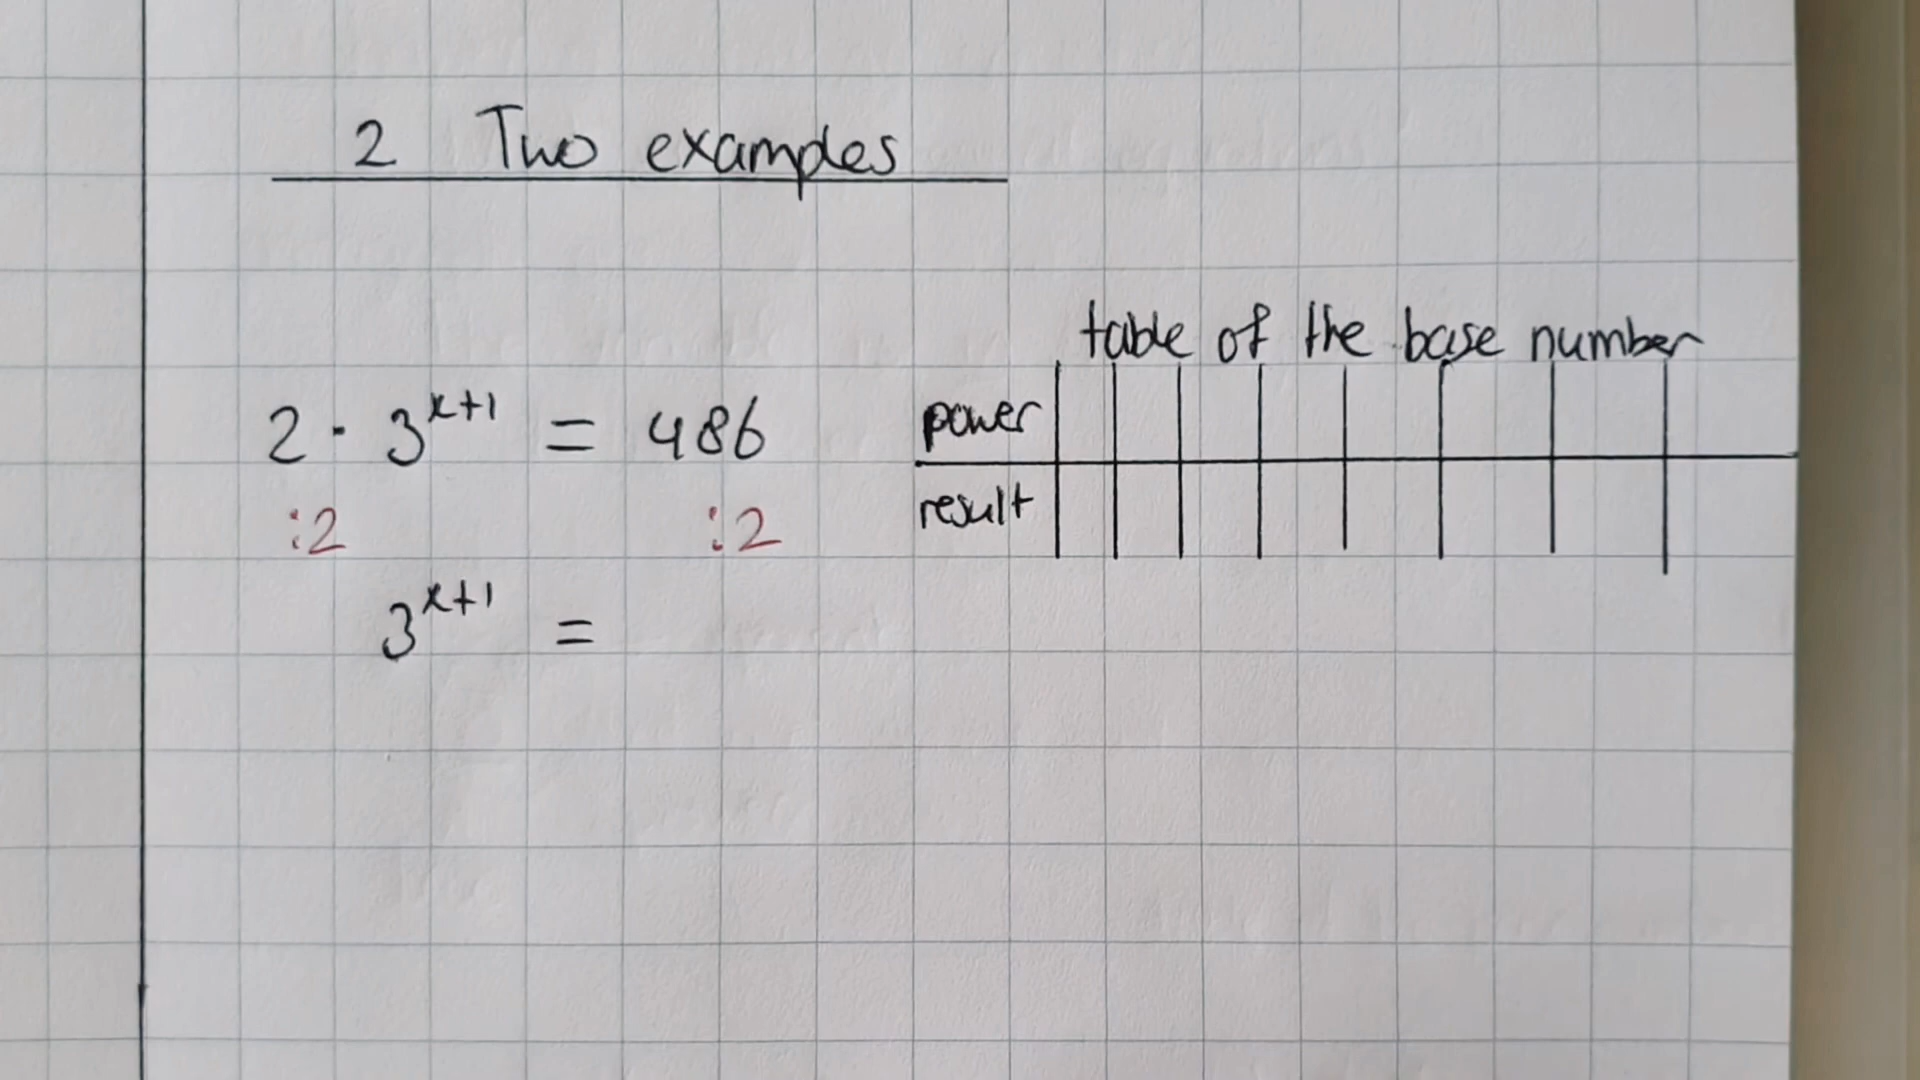 2 Two examples
table of the base number
2 · 3^{x+1} = 486
power
:2 :2
result
3^{x+1} =